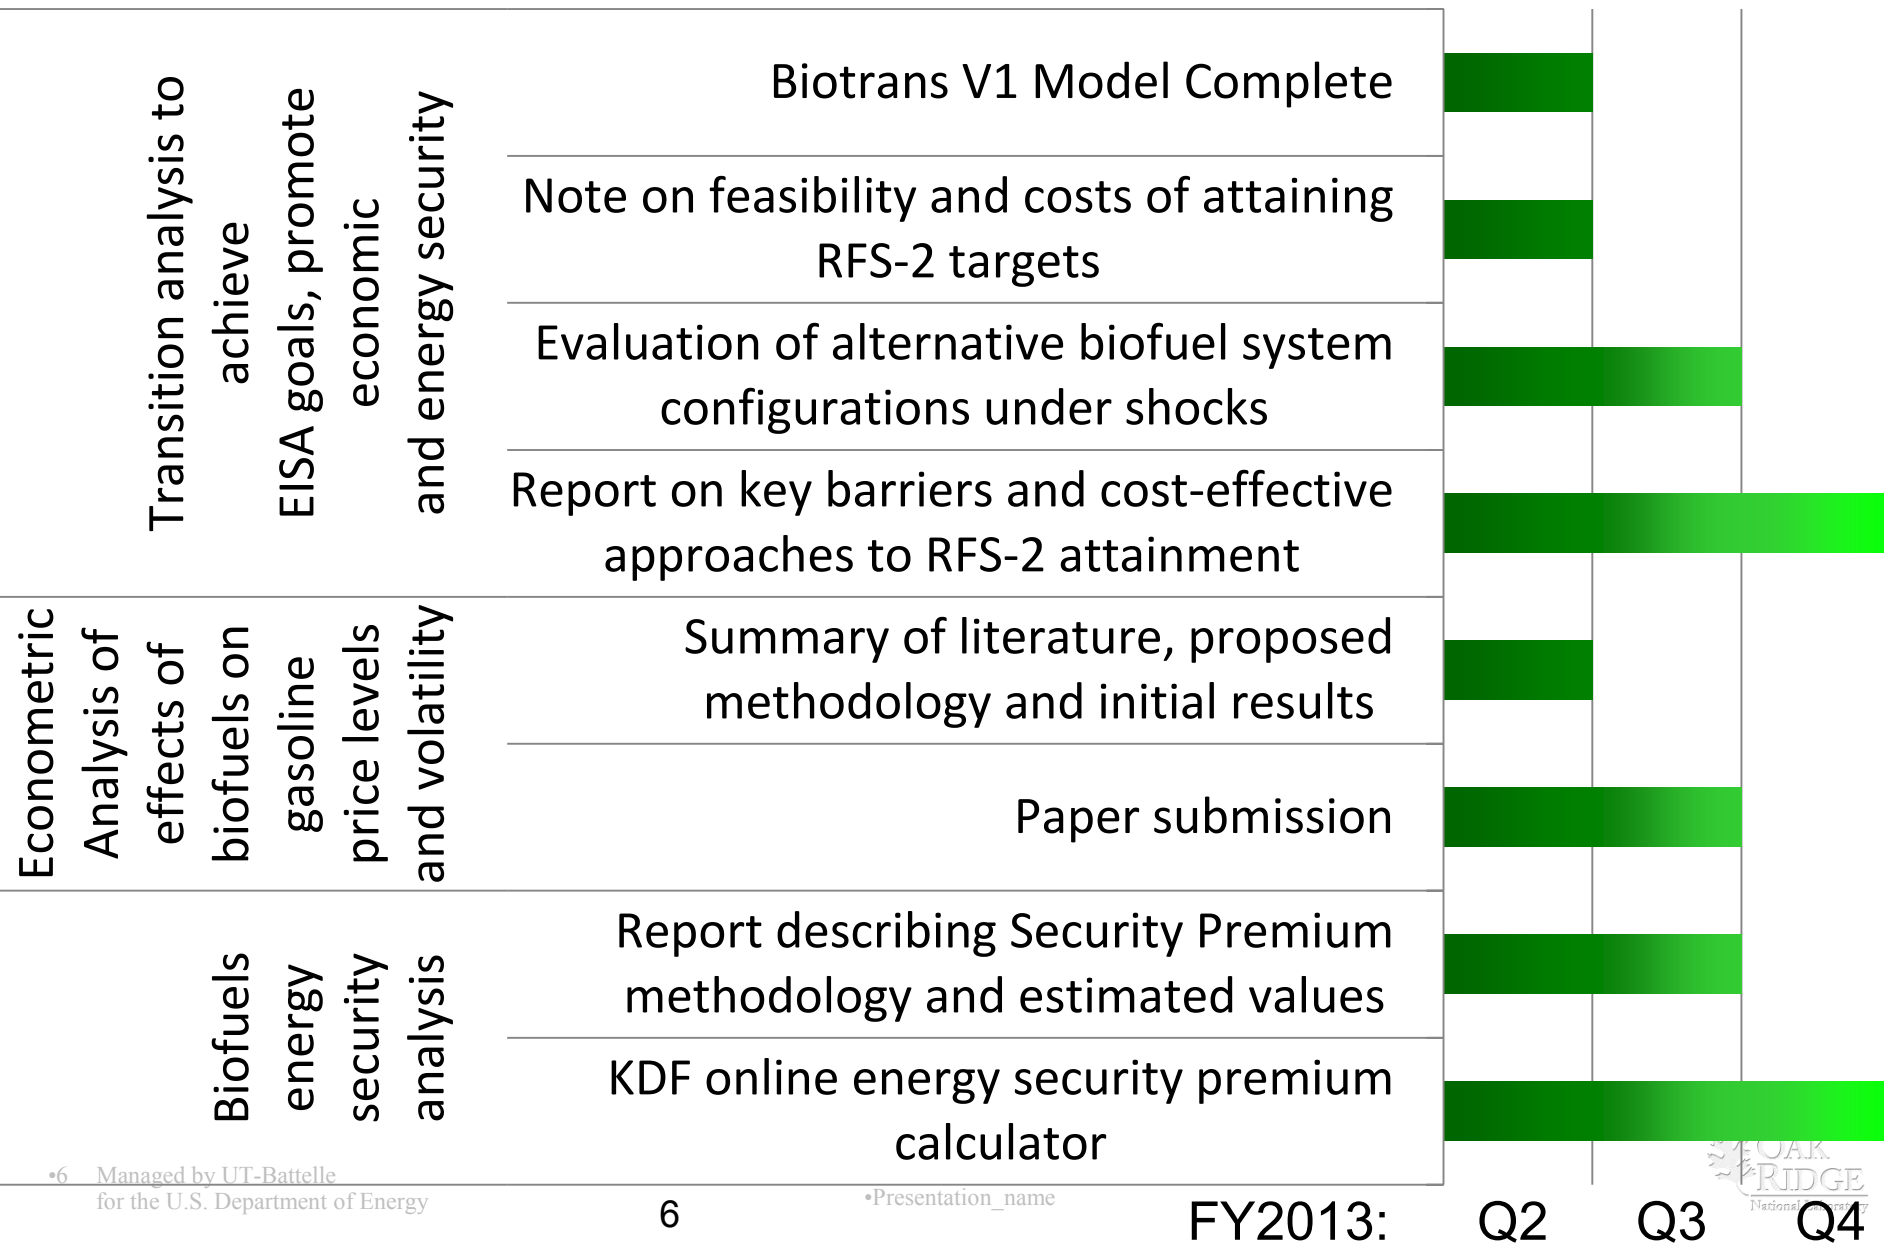 Transition analysis to
achieve
EISA goals, promote
economic
and energy security
Biotrans V1 Model Complete
Note on feasibility and costs of attaining
RFS-2 targets
Evaluation of alternative biofuel system
configurations under shocks
Report on key barriers and cost-effective
approaches to RFS-2 attainment
Econometric
Analysis of
effects of
biofuels on
gasoline
price levels
and volatility
Summary of literature, proposed
methodology and initial results
Paper submission
Biofuels
energy
security
analysis
Report describing Security Premium
methodology and estimated values
KDF online energy security premium
calculator
•6 Managed by UT-Battelle
for the U.S. Department of Energy
6
•Presentation_name
OAK
RIDGE
National Laboratory
FY2013: Q2 Q3 Q4